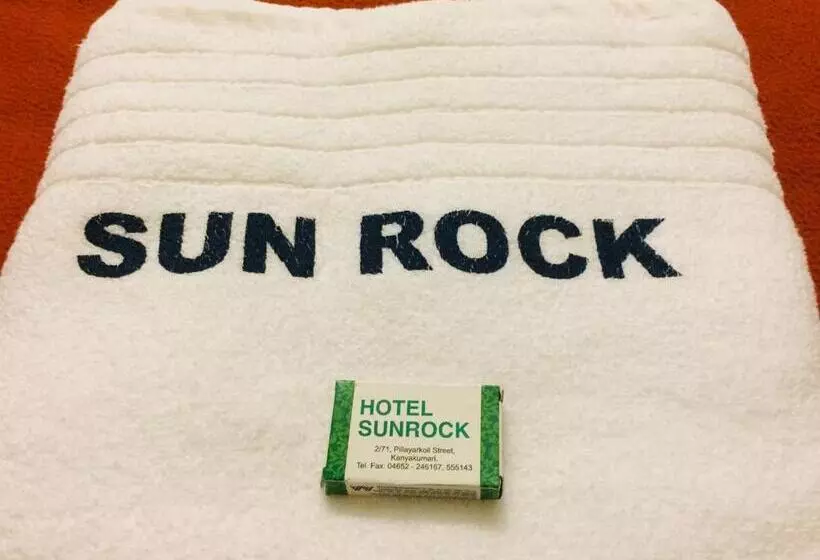 SUN ROCK
HOTEL
SUNROCK
2/71, Pillayarkoil Street,
Kanyakumari.
Tel. Fax: 04652 - 246167, 555143